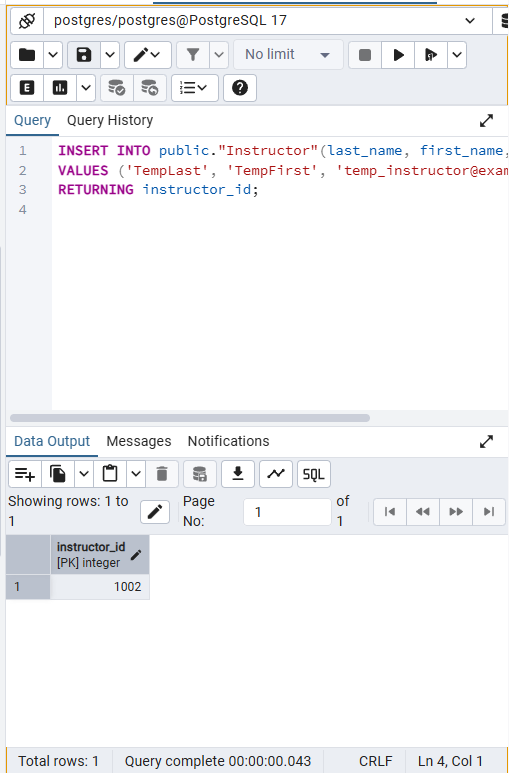 postgres/postgres@PostgreSQL 17
No limit
E
Query Query History
1 INSERT INTO public."Instructor"(last_name, first_name,
2 VALUES ('TempLast', 'TempFirst', 'temp_instructor@exam
3 RETURNING instructor_id;
4
Data Output Messages Notifications
SQL
Showing rows: 1 to 1
Page No: 1 of 1
instructor_id
[PK] integer
1 1002
Total rows: 1 Query complete 00:00:00.043 CRLF Ln 4, Col 1